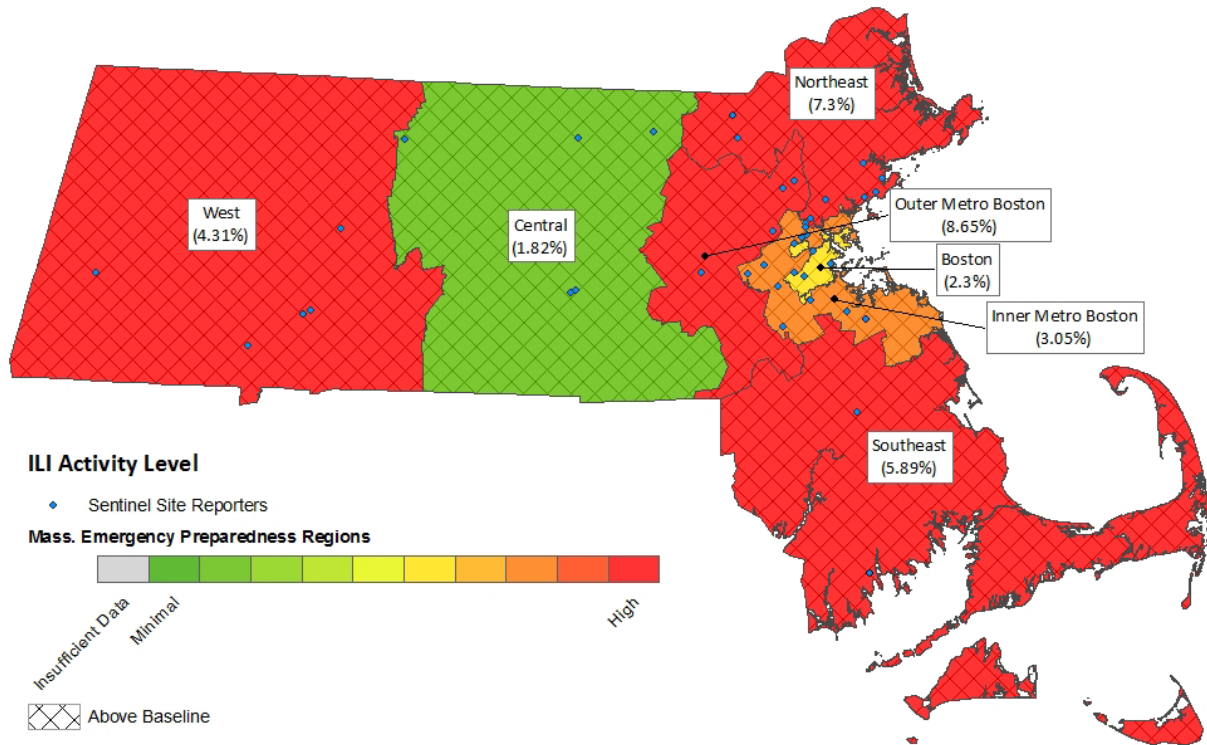 Northeast
(7.3%)
West
(4.31%)
Central
(1.82%)
Outer Metro Boston
(8.65%)
Boston
(2.3%)
Inner Metro Boston
(3.05%)
Southeast
(5.89%)
ILI Activity Level
Sentinel Site Reporters
Mass. Emergency Preparedness Regions
Insufficient Data
Minimal
High
Above Baseline